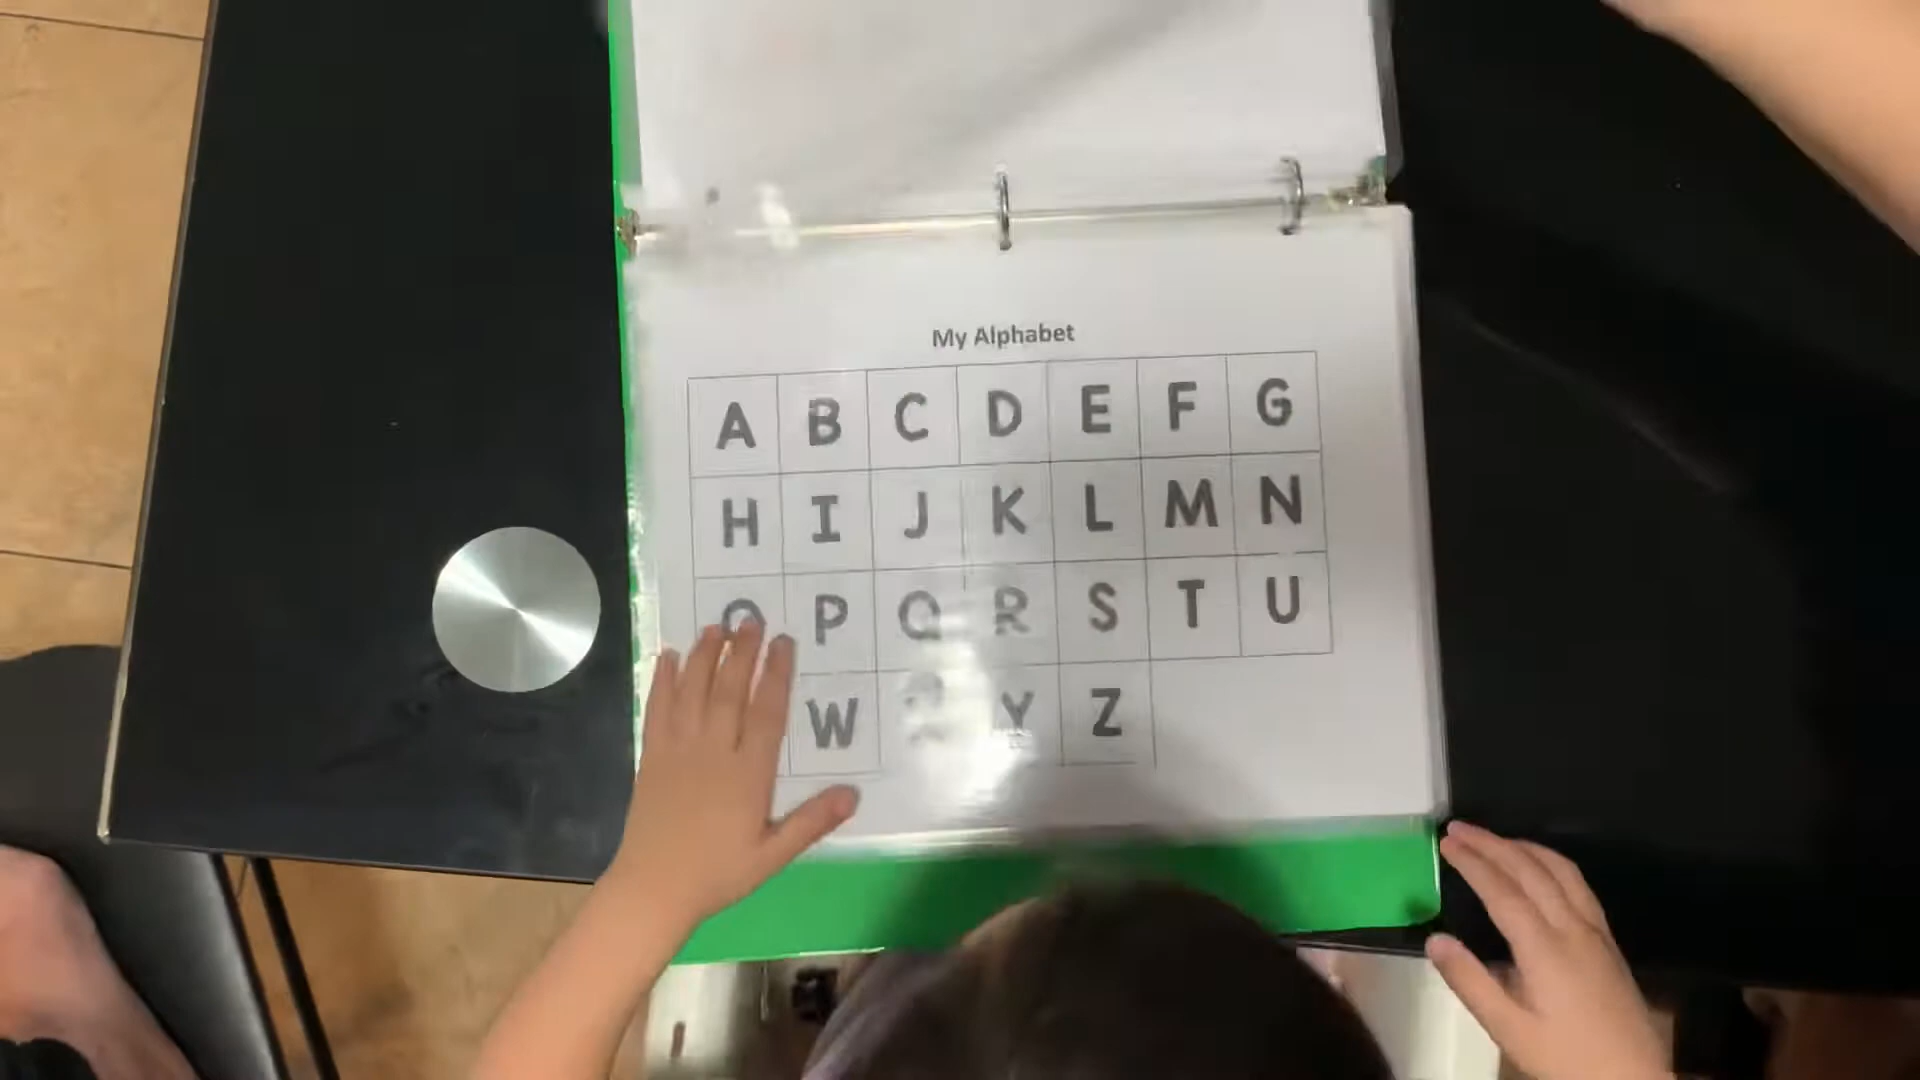 My Alphabet
A B C D E F G
H I J K L M N
O P Q R S T U
W Y Z